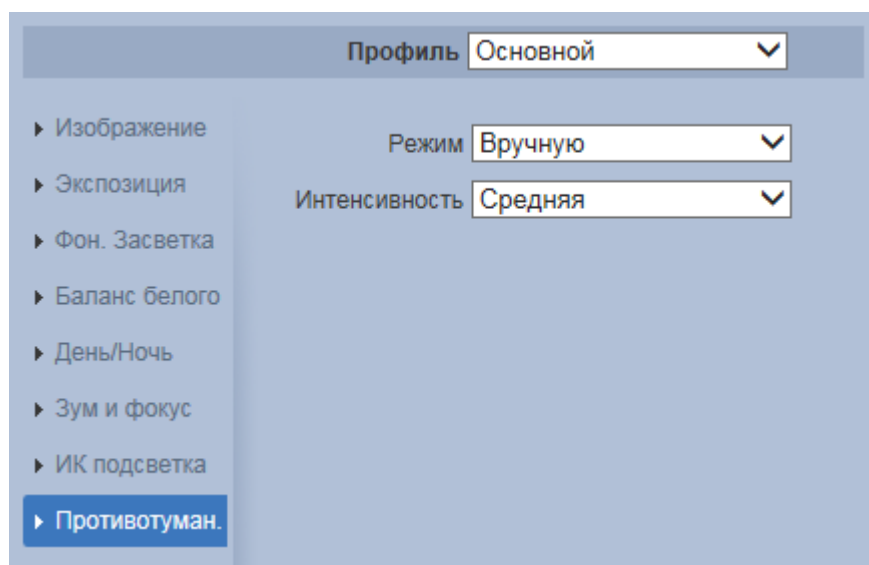 Профиль Основной
Изображение
Режим Вручную
Экспозиция
Интенсивность Средняя
Фон. Засветка
Баланс белого
День/Ночь
Зум и фокус
ИК подсветка
Противотуман.